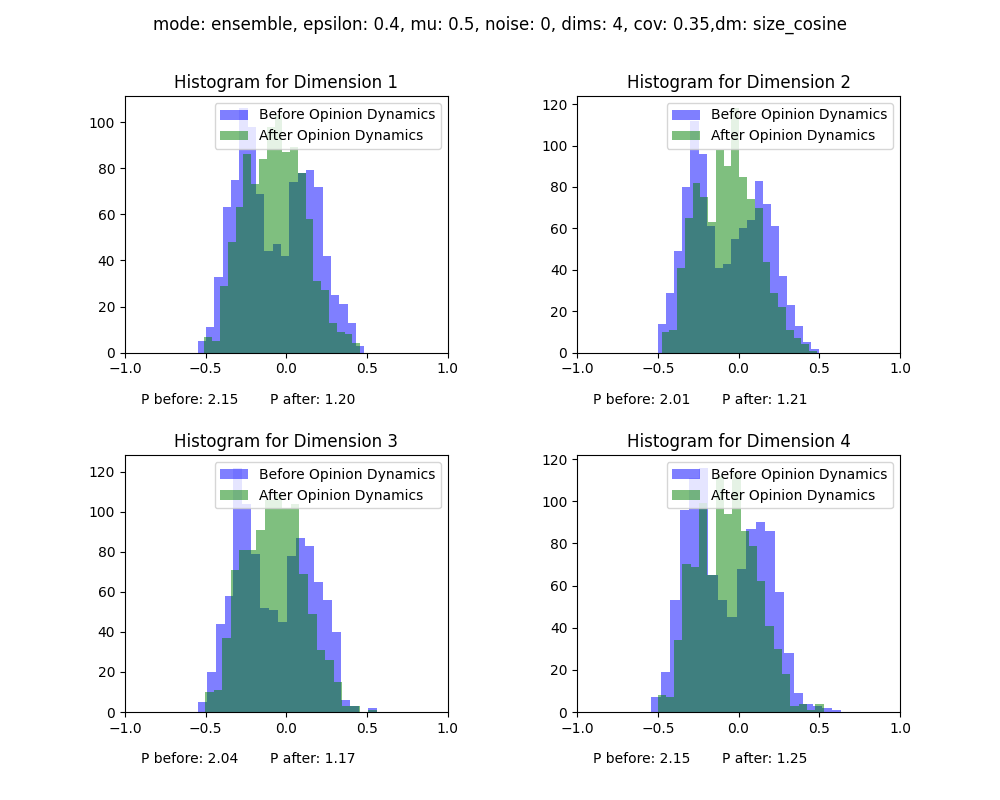 mode: ensemble, epsilon: 0.4, mu: 0.5, noise: 0, dims: 4, cov: 0.35,dm: size_cosine
Histogram for Dimension 1
Before Opinion Dynamics
After Opinion Dynamics
100
80
60
40
20
0
−1.0 −0.5 0.0 0.5 1.0
P before: 2.15 P after: 1.20
Histogram for Dimension 2
Before Opinion Dynamics
After Opinion Dynamics
120
100
80
60
40
20
0
−1.0 −0.5 0.0 0.5 1.0
P before: 2.01 P after: 1.21
Histogram for Dimension 3
Before Opinion Dynamics
After Opinion Dynamics
120
100
80
60
40
20
0
−1.0 −0.5 0.0 0.5 1.0
P before: 2.04 P after: 1.17
Histogram for Dimension 4
Before Opinion Dynamics
After Opinion Dynamics
120
100
80
60
40
20
0
−1.0 −0.5 0.0 0.5 1.0
P before: 2.15 P after: 1.25